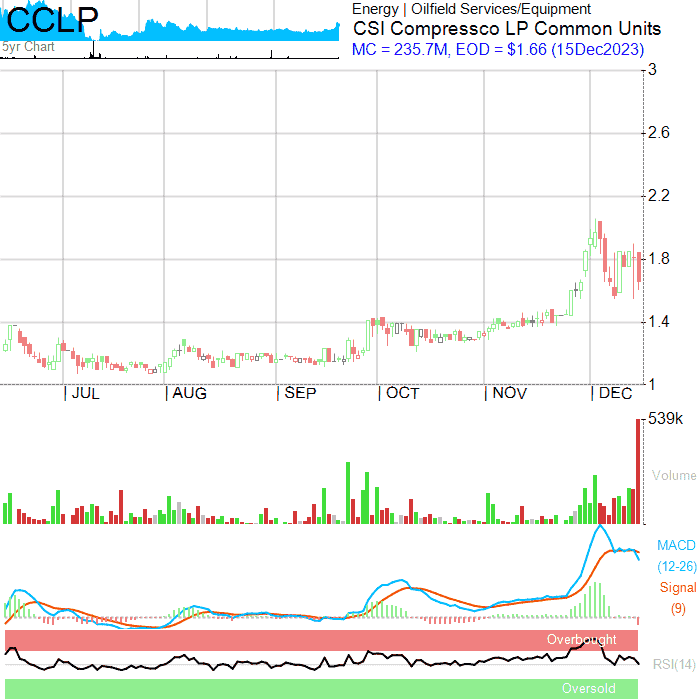 CCLP
5yr Chart
Energy | Oilfield Services/Equipment
CSI Compressco LP Common Units
MC = 235.7M, EOD = $1.66 (15Dec2023)
3
2.6
2.2
1.8
1.4
1
JUL
AUG
SEP
OCT
NOV
DEC
539k
Volume
MACD
(12-26)
Signal
(9)
Overbought
RSI(14)
Oversold